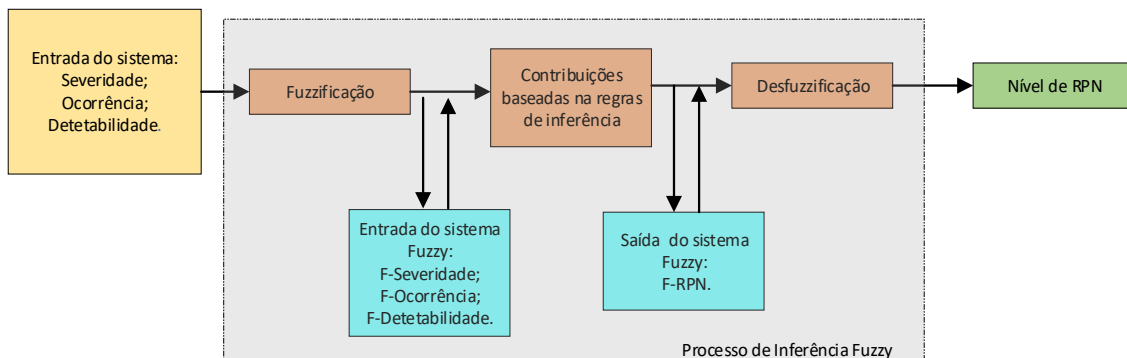 Entrada do sistema:
Severidade;
Ocorrência;
Detetabilidade.
Fuzzificação
Contribuições
baseadas na regras
de inferência
Desfuzzificação
Nível de RPN
Entrada do sistema
Fuzzy:
F-Severidade;
F-Ocorrência;
F-Detetabilidade.
Saída do sistema
Fuzzy:
F-RPN.
Processo de Inferência Fuzzy